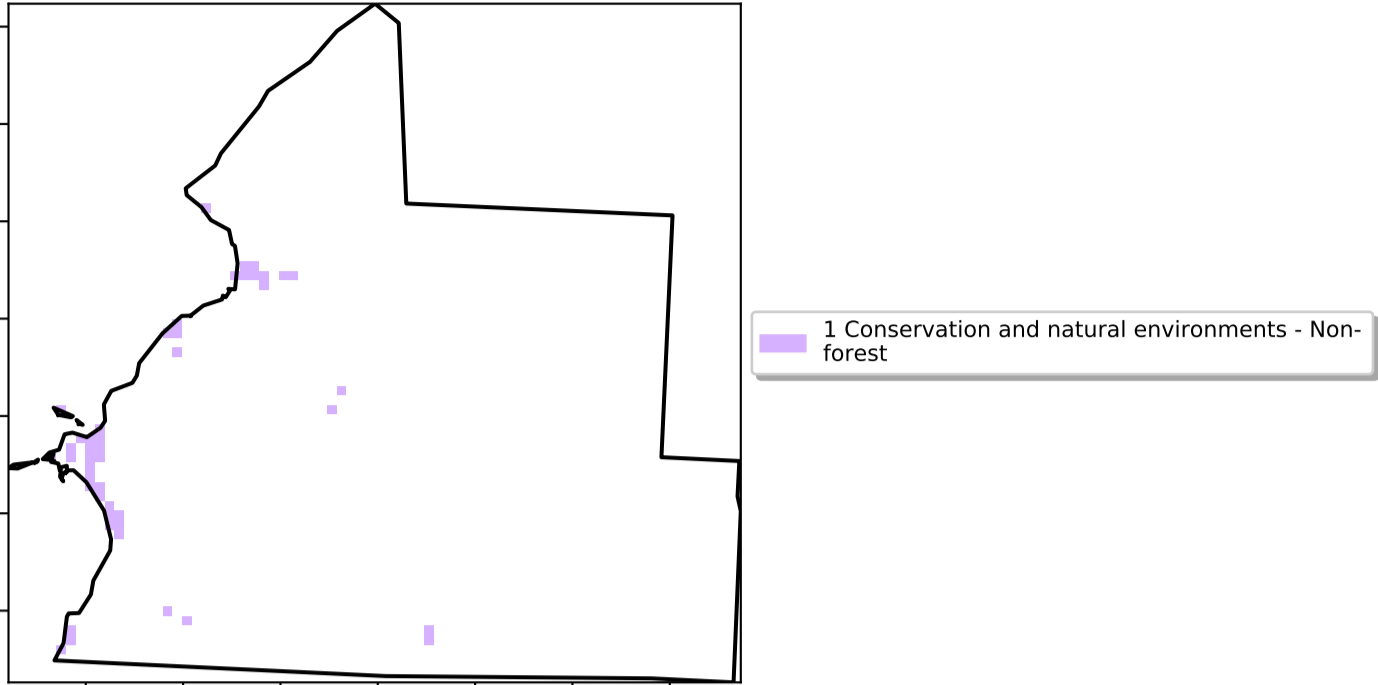 1 Conservation and natural environments - Non-
forest